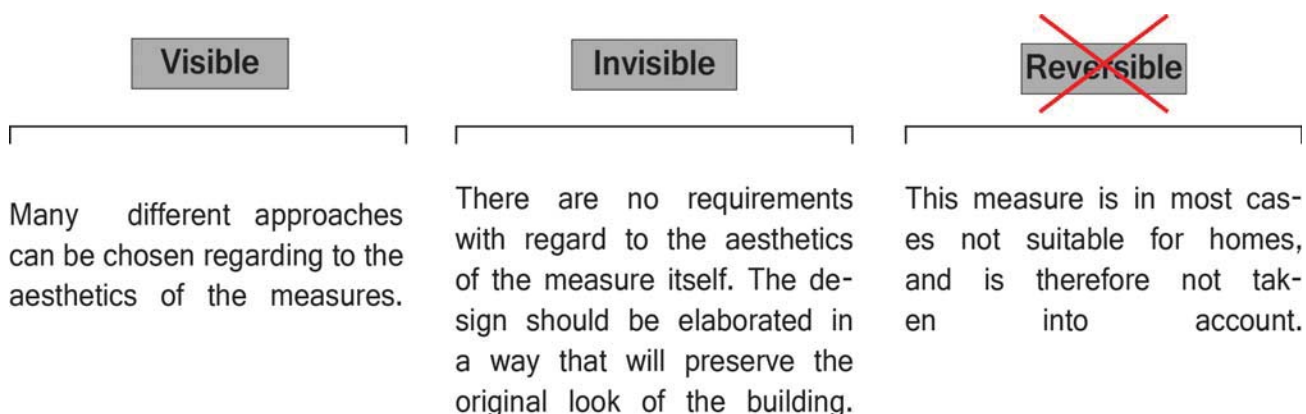 Visible
Many different approaches
can be chosen regarding to the
aesthetics of the measures.
Invisible
There are no requirements
with regard to the aesthetics
of the measure itself. The de-
sign should be elaborated in
a way that will preserve the
original look of the building.
Reversible
This measure is in most cas-
es not suitable for homes,
and is therefore not tak-
en into account.